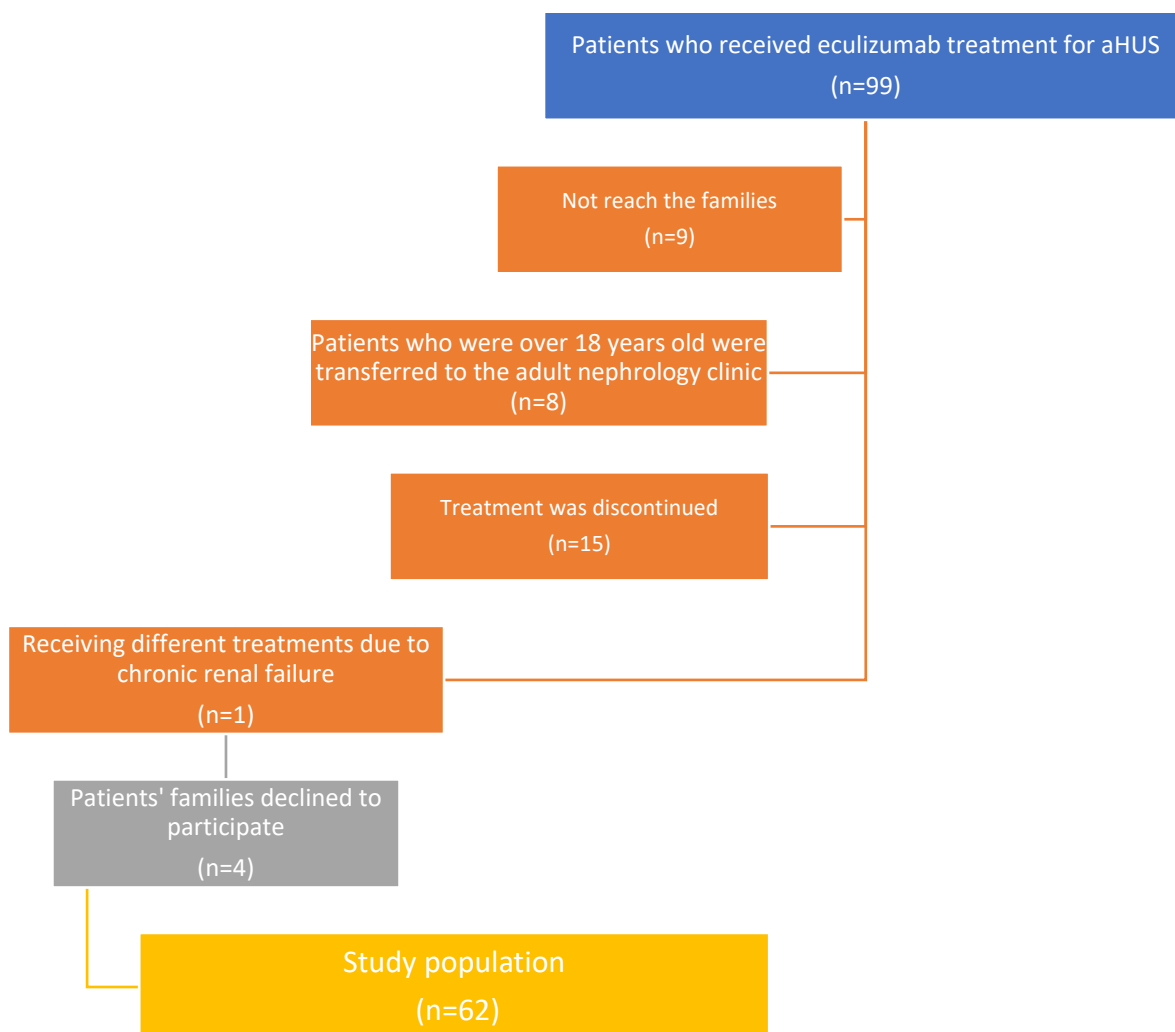 Patients who received eculizumab treatment for aHUS
(n=99)
Not reach the families
(n=9)
Patients who were over 18 years old were
transferred to the adult nephrology clinic
(n=8)
Treatment was discontinued
(n=15)
Receiving different treatments due to
chronic renal failure
(n=1)
Patients' families declined to
participate
(n=4)
Study population
(n=62)